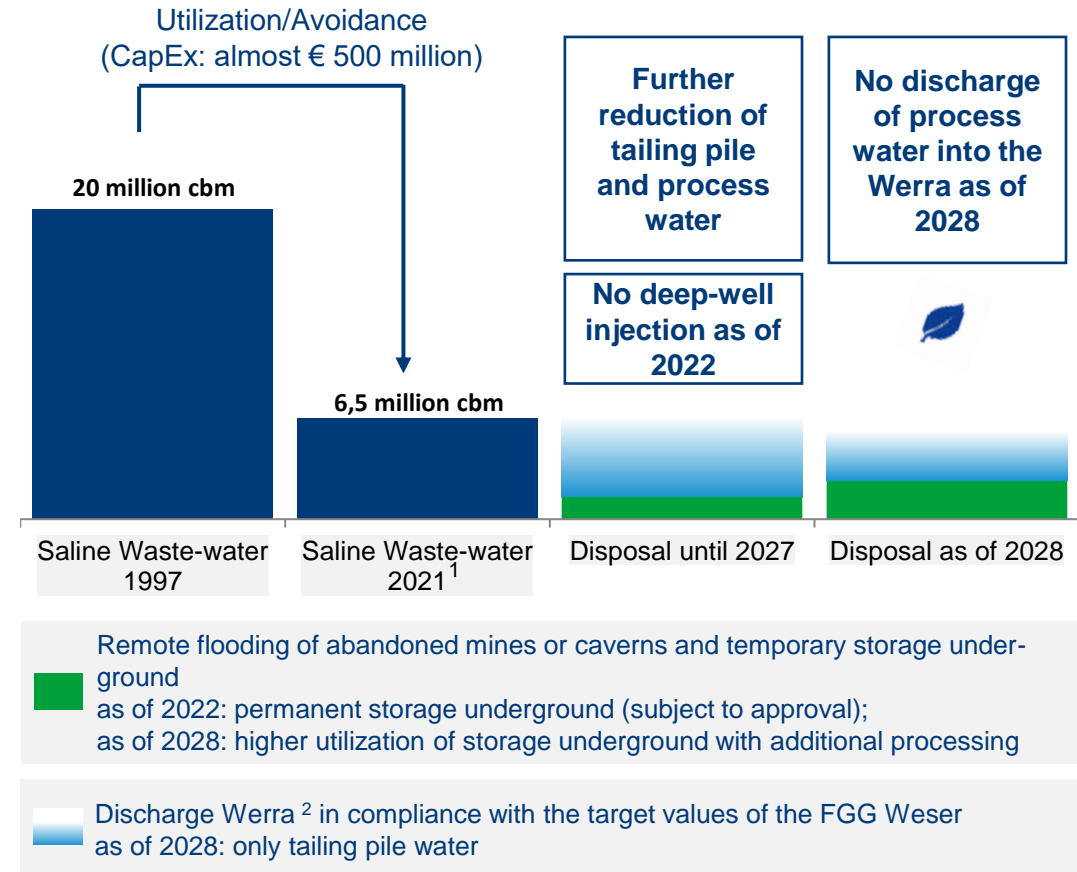 Utilization/Avoidance
(CapEx: almost € 500 million)
20 million cbm
6,5 million cbm
Further
reduction of
tailing pile
and process
water
No deep-well
injection as of
2022
No discharge
of process
water into the
Werra as of
2028
Saline Waste-water
1997
Saline Waste-water
2021¹
Disposal until 2027
Disposal as of 2028
Remote flooding of abandoned mines or caverns and temporary storage under-
ground
as of 2022: permanent storage underground (subject to approval);
as of 2028: higher utilization of storage underground with additional processing
Discharge Werra ² in compliance with the target values of the FGG Weser
as of 2028: only tailing pile water